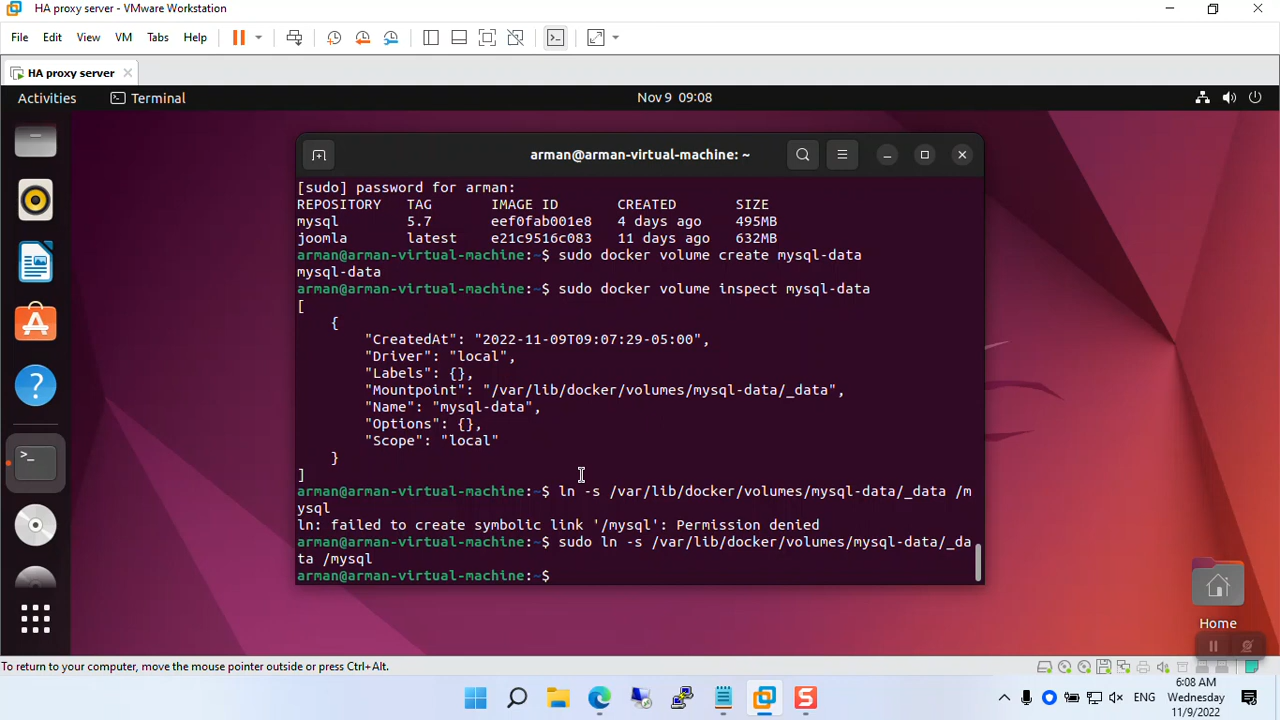 HA proxy server - VMware Workstation
File Edit View VM Tabs Help
HA proxy server
Activities Terminal Nov 9 09:08
arman@arman-virtual-machine: ~
[sudo] password for arman:
REPOSITORY TAG IMAGE ID CREATED SIZE
mysql 5.7 eef0fab001e8 4 days ago 495MB
joomla latest e21c9516c083 11 days ago 632MB
arman@arman-virtual-machine:~$ sudo docker volume create mysql-data
mysql-data
arman@arman-virtual-machine:~$ sudo docker volume inspect mysql-data
[
{
"CreatedAt": "2022-11-09T09:07:29-05:00",
"Driver": "local",
"Labels": {},
"Mountpoint": "/var/lib/docker/volumes/mysql-data/_data",
"Name": "mysql-data",
"Options": {},
"Scope": "local"
}
]
arman@arman-virtual-machine:~$ ln -s /var/lib/docker/volumes/mysql-data/_data /m
ysql
ln: failed to create symbolic link '/mysql': Permission denied
arman@arman-virtual-machine:~$ sudo ln -s /var/lib/docker/volumes/mysql-data/_da
ta /mysql
arman@arman-virtual-machine:~$
Home
To return to your computer, move the mouse pointer outside or press Ctrl+Alt.
ENG
6:08 AM
Wednesday
11/9/2022